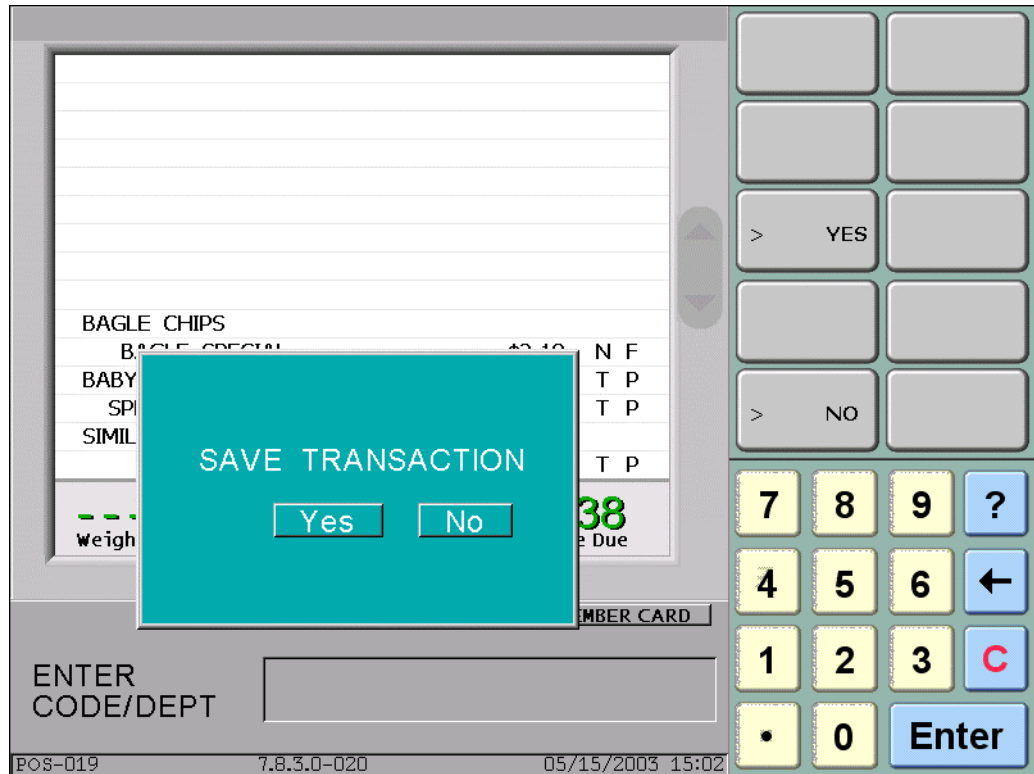 BAGLE CHIPS
N F
BABY T P
T P
SIMIL
T P
SAVE TRANSACTION
Yes No
38
Due
MBER CARD
ENTER
CODE/DEPT
POS-019 7.8.3.0-020 05/15/2003 15:02
> YES
> NO
7 8 9 ?
4 5 6 ←
1 2 3 C
. 0 Enter